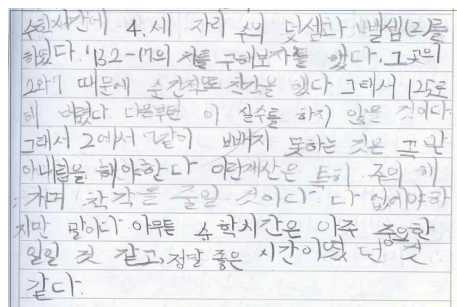 수학시간에 4. 세 자리 수의 덧셈과 뺄셈(2)를
하였다. '132-17의 차를 구해보자'를 했다. 그곳의
2와7 때문에 순간적으로 착각을 했다 그래서 125로
해 버렸다. 다음부턴 이 실수를 하지 않을 것이다
그래서 2에서 7같이 빼지 못하는 것은 꼭 받
아내림을 해야한다 이런계산은 특히 주의 하
가며 착각을 줄일 것이다. 다 없어야하
지만 말이다. 아무튼 수학시간은 아주 중요한
일일 것 같고, 정말 좋은 시간이였던 것
같다.